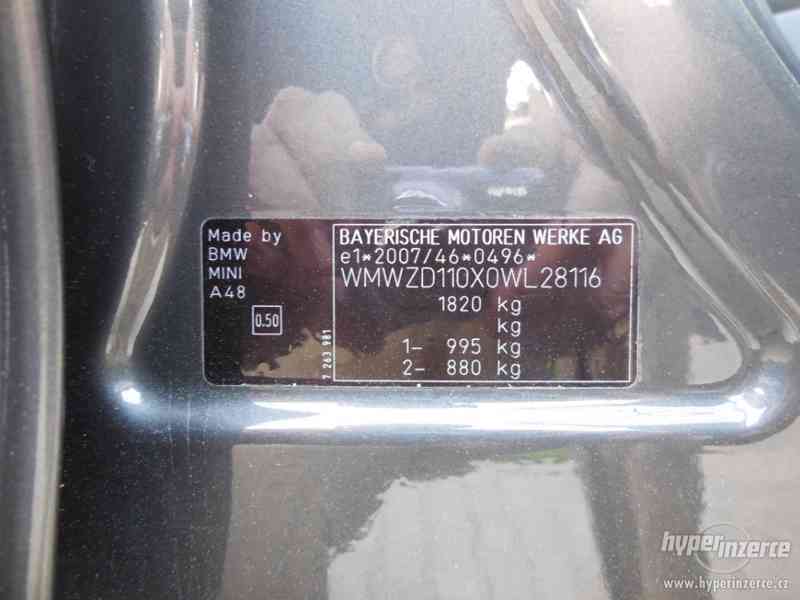 Made by
BMW
MINI
A48
0.50
7 263 981
BAYERISCHE MOTOREN WERKE AG
e1*2007/46*0496*
WMWZD110X0WL28116
1820 kg
kg
1- 995 kg
2- 880 kg
hyperinzerce
www.hyperinzerce.cz